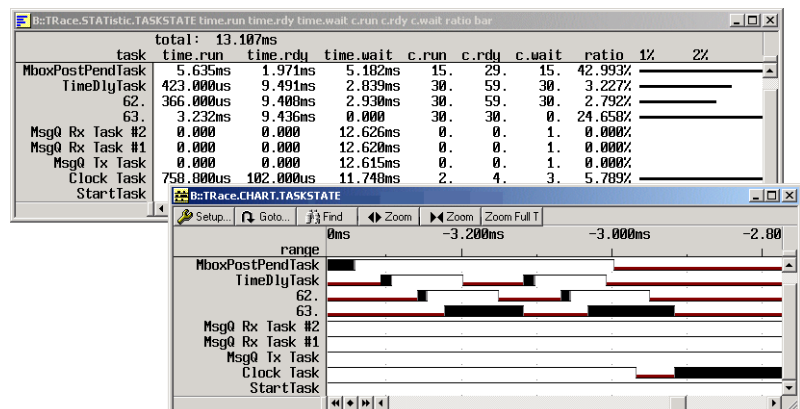 B::TRace.STATistic.TASKSTATE time.run time.rdy time.wait c.run c.rdy c.wait ratio bar
total: 13.107ms
task time.run time.rdy time.wait c.run c.rdy c.wait ratio 1% 2%
MboxPostPendTask 5.635ms 1.971ms 5.182ms 15. 29. 15. 42.993%
TimeDlyTask 423.000us 9.491ms 2.839ms 30. 59. 30. 3.227%
62. 366.000us 9.408ms 2.930ms 30. 59. 30. 2.792%
63. 3.232ms 9.436ms 0.000 30. 30. 0. 24.658%
MsgQ Rx Task #2 0.000 0.000 12.626ms 0. 0. 1. 0.000%
MsgQ Rx Task #1 0.000 0.000 12.620ms 0. 0. 1. 0.000%
MsgQ Tx Task 0.000 0.000 12.615ms 0. 0. 1. 0.000%
Clock Task 758.800us 102.000us 11.748ms 2. 4. 3. 5.789%
StartTask
B::TRace.CHART.TASKSTATE
Setup... Goto... Find Zoom Zoom Zoom Full T
0ms -3.200ms -3.000ms -2.80
range
MboxPostPendTask
TimeDlyTask
62.
63.
MsgQ Rx Task #2
MsgQ Rx Task #1
MsgQ Tx Task
Clock Task
StartTask